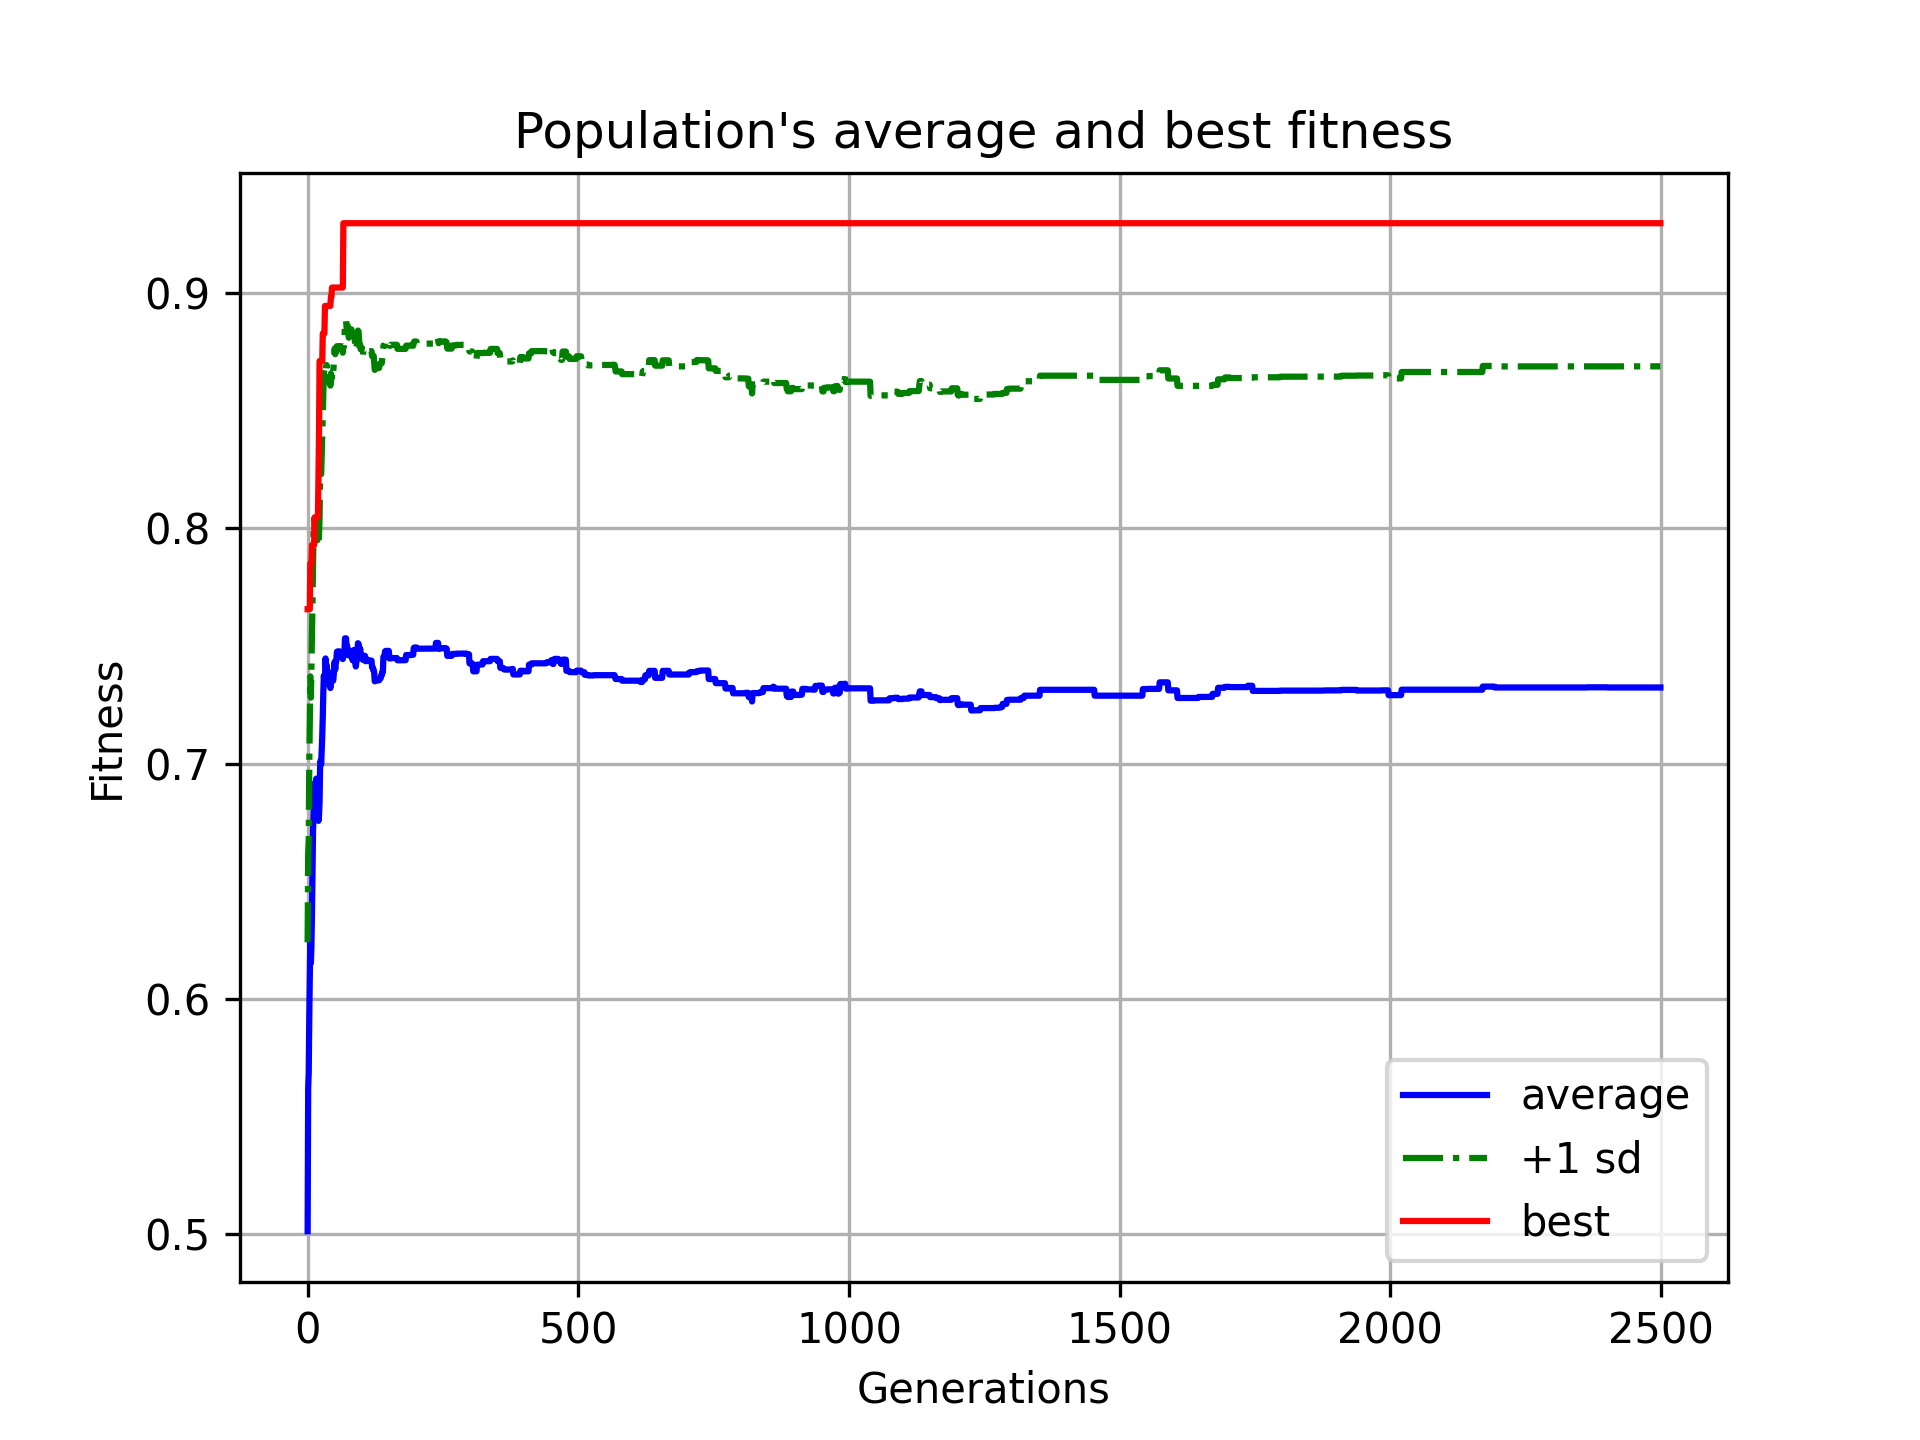 Population's average and best fitness
Fitness
0.9
0.8
0.7
0.6
0.5
0
500
1000
1500
2000
2500
Generations
average
+1 sd
best